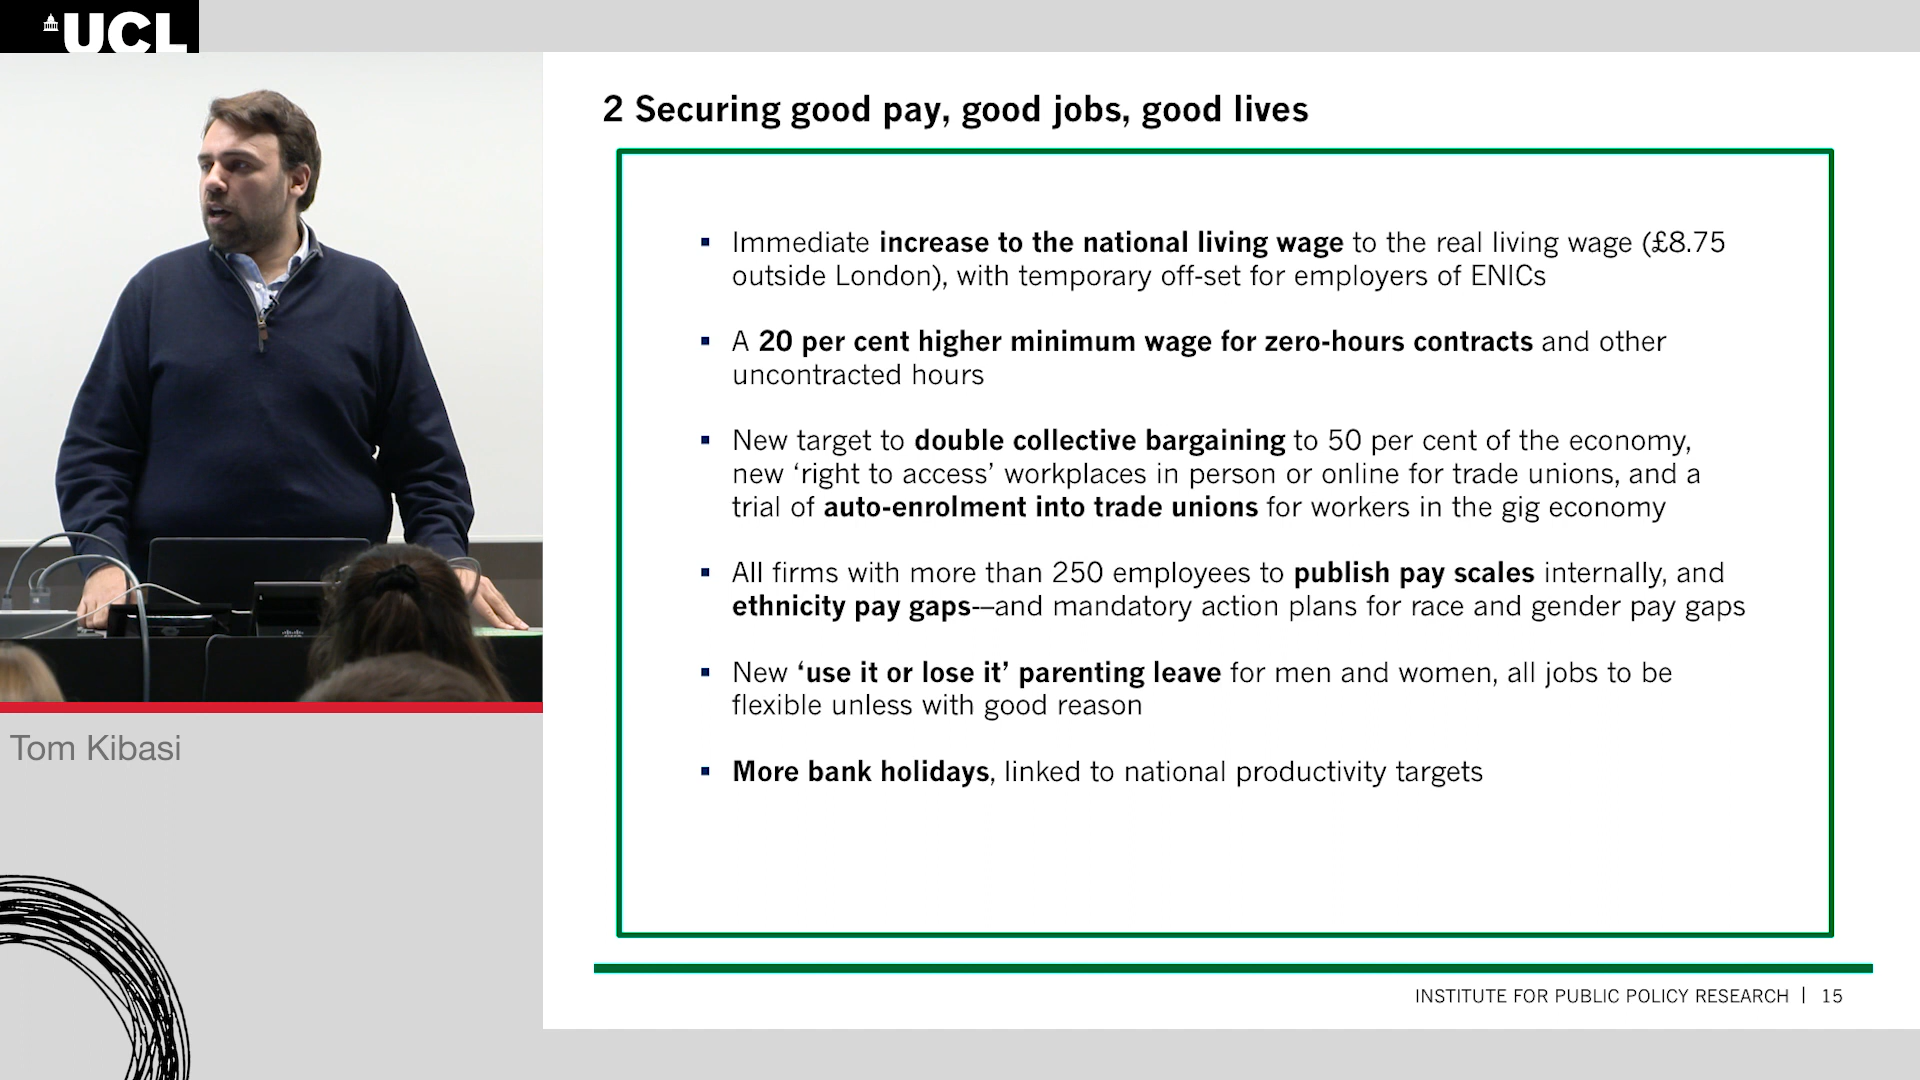 UCL
2 Securing good pay, good jobs, good lives
▪ Immediate increase to the national living wage to the real living wage (£8.75
outside London), with temporary off-set for employers of ENICs
▪ A 20 per cent higher minimum wage for zero-hours contracts and other
uncontracted hours
▪ New target to double collective bargaining to 50 per cent of the economy,
new ‘right to access’ workplaces in person or online for trade unions, and a
trial of auto-enrolment into trade unions for workers in the gig economy
▪ All firms with more than 250 employees to publish pay scales internally, and
ethnicity pay gaps-–and mandatory action plans for race and gender pay gaps
▪ New ‘use it or lose it’ parenting leave for men and women, all jobs to be
flexible unless with good reason
▪ More bank holidays, linked to national productivity targets
INSTITUTE FOR PUBLIC POLICY RESEARCH | 15
Tom Kibasi